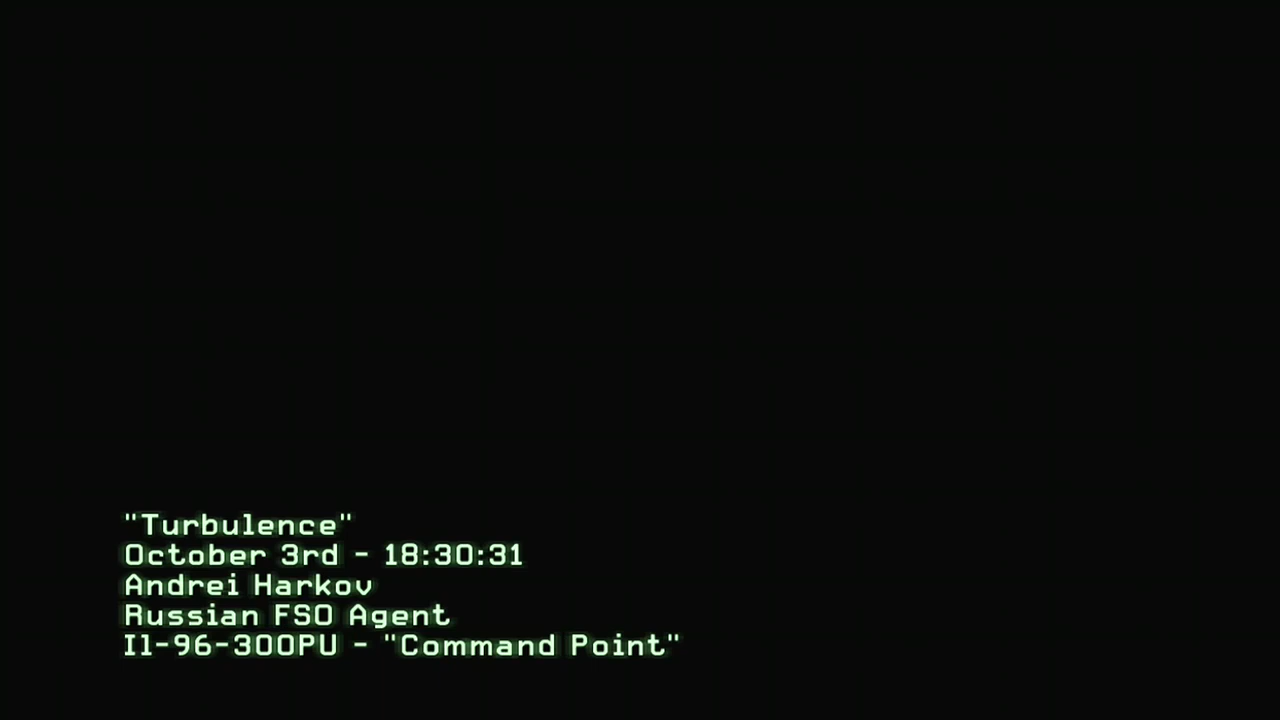 "Turbulence"
October 3rd - 18:30:31
Andrei Harkov
Russian FSO Agent
Il-96-300PU - "Command Point"